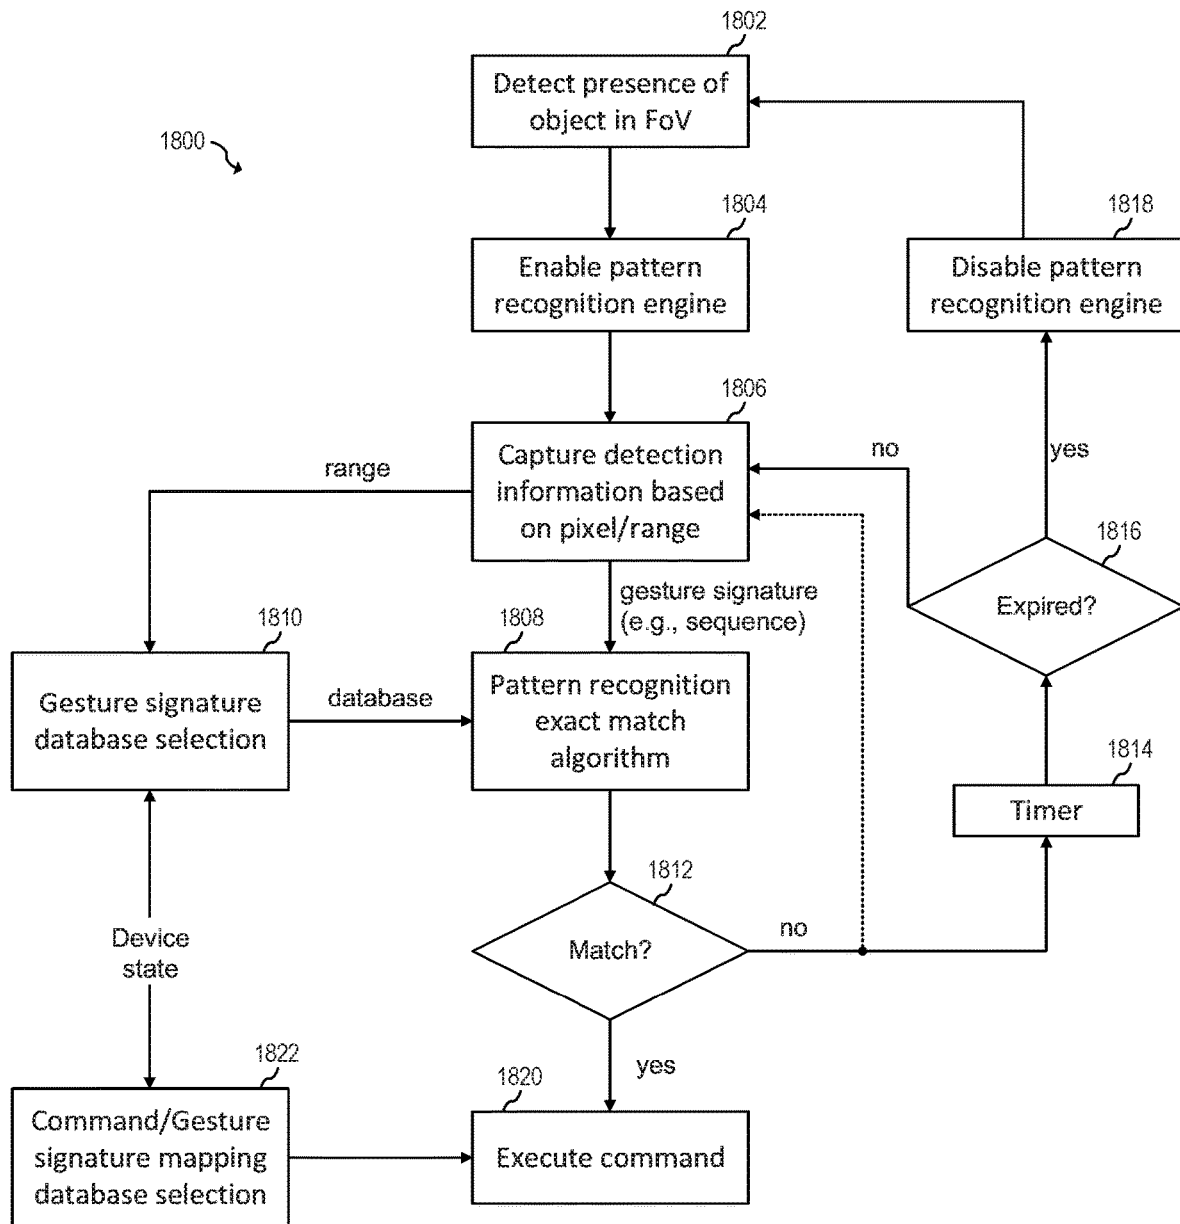 1802
Detect presence of
object in FoV
1800
1804
Enable pattern
recognition engine
1818
Disable pattern
recognition engine
1806
Capture detection
information based
on pixel/range
range
no
yes
1816
Expired?
gesture signature
(e.g., sequence)
1810
Gesture signature
database selection
database
1808
Pattern recognition
exact match
algorithm
1814
Timer
1812
Match?
no
yes
Device
state
1822
Command/Gesture
signature mapping
database selection
1820
Execute command